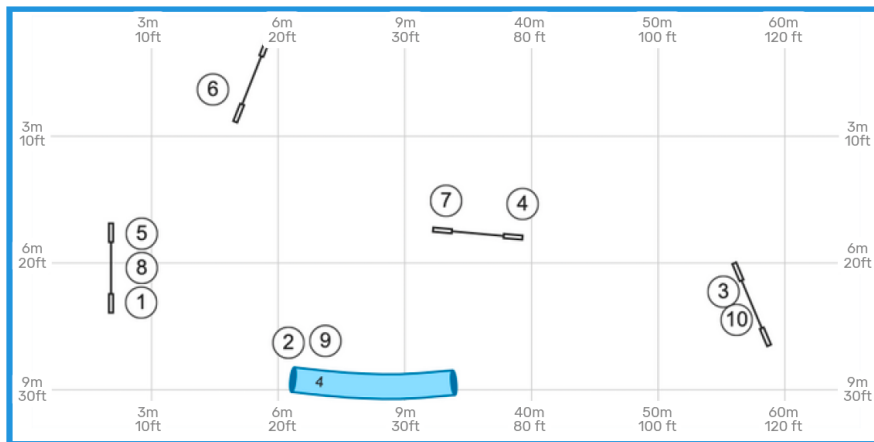 3m 6m 9m 40m 50m 60m
10ft 20ft 30ft 80 ft 100 ft 120 ft
6
3m 3m
10ft 10ft
7 4
5
6m 8 6m
20ft 20ft
3
1 10
2 9
4
9m 9m
30ft 30ft
3m 6m 9m 40m 50m 60m
10ft 20ft 30ft 80 ft 100 ft 120 ft